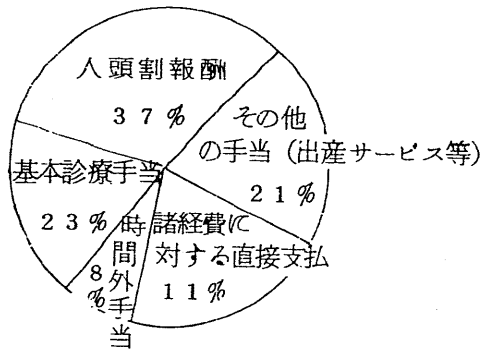 人頭割報酬
37%
その他
の手当(出産サービス等)
21%
基本診療手当
23%
時間外手当
8%
諸経費に
対する直接支払
11%